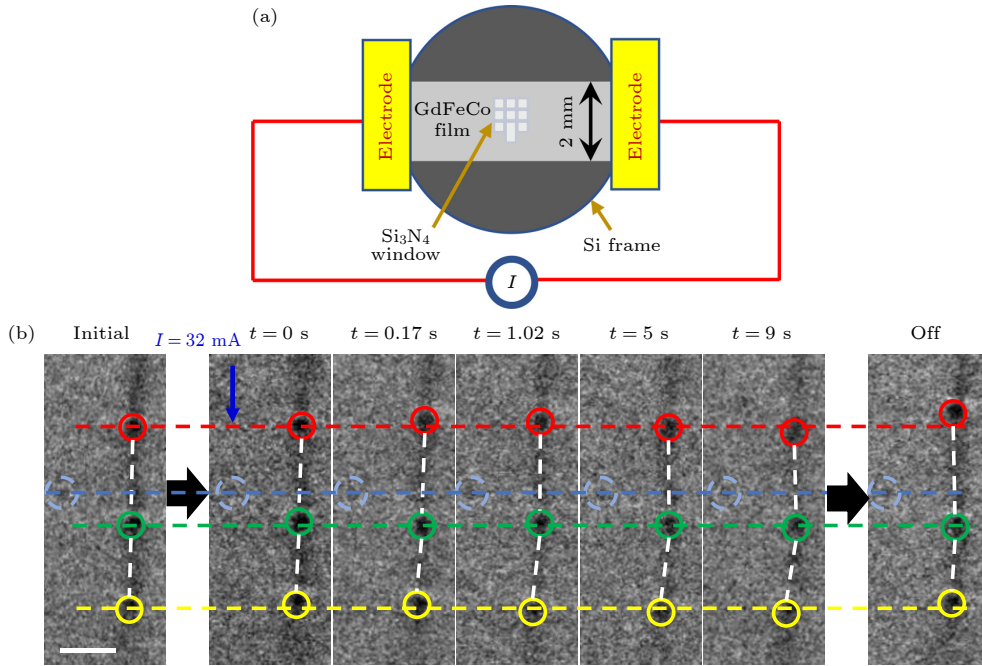 (a)
Electrode
GdFeCo
film
2 mm
Electrode
Si₃N₄
window
Si frame
I
(b)
Initial
I = 32 mA
t = 0 s
t = 0.17 s
t = 1.02 s
t = 5 s
t = 9 s
Off